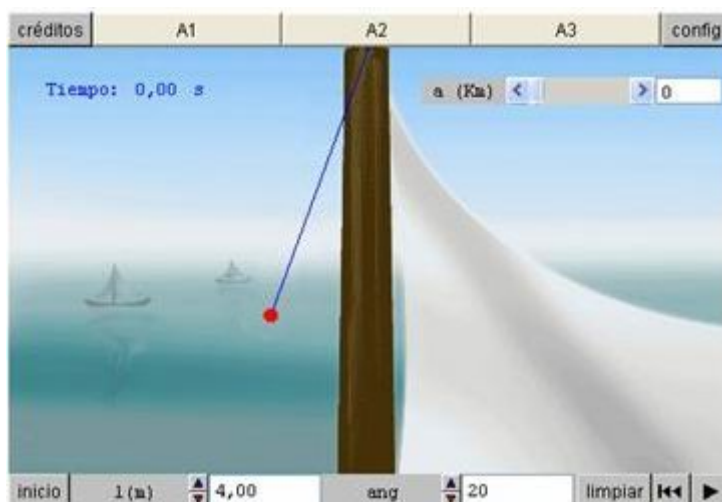 créditos A1 A2 A3 config
Tiempo: 0,00 s a (Km) 0
inicio l(m) 4,00 ang 20 limpiar